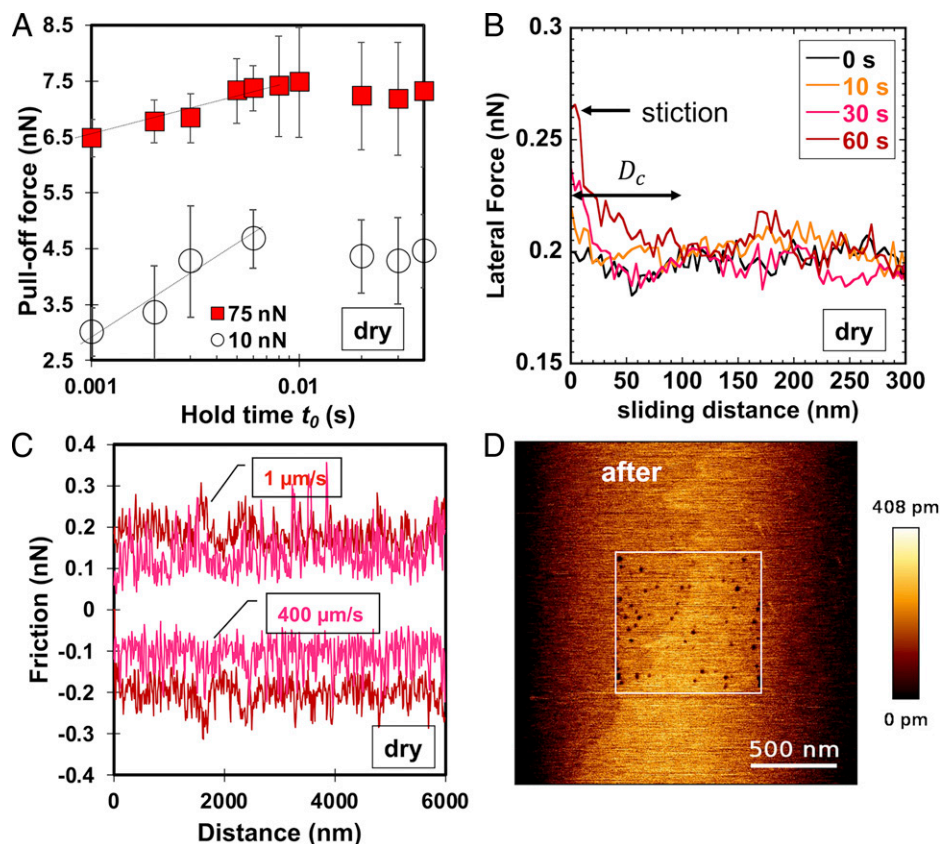 A
8.5
7.5
6.5
5.5
4.5
3.5
2.5
Pull-off force (nN)
75 nN
10 nN
dry
0.001
0.01
Hold time t₀ (s)
B
0.3
0.25
0.2
0.15
Lateral Force (nN)
0 s
10 s
30 s
60 s
stiction
D_c
dry
0
50
100
150
200
250
300
sliding distance (nm)
C
0.4
0.3
0.2
0.1
0
-0.1
-0.2
-0.3
-0.4
Friction (nN)
1 µm/s
400 µm/s
dry
0
2000
4000
6000
Distance (nm)
D
after
500 nm
408 pm
0 pm